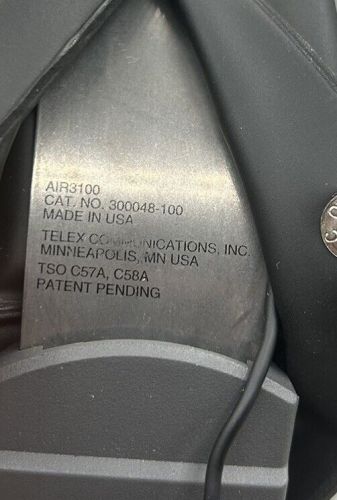 AIR3100
CAT. NO. 300048-100
MADE IN USA
TELEX COMMUNICATIONS, INC.
MINNEAPOLIS, MN USA
TSO C57A, C58A
PATENT PENDING